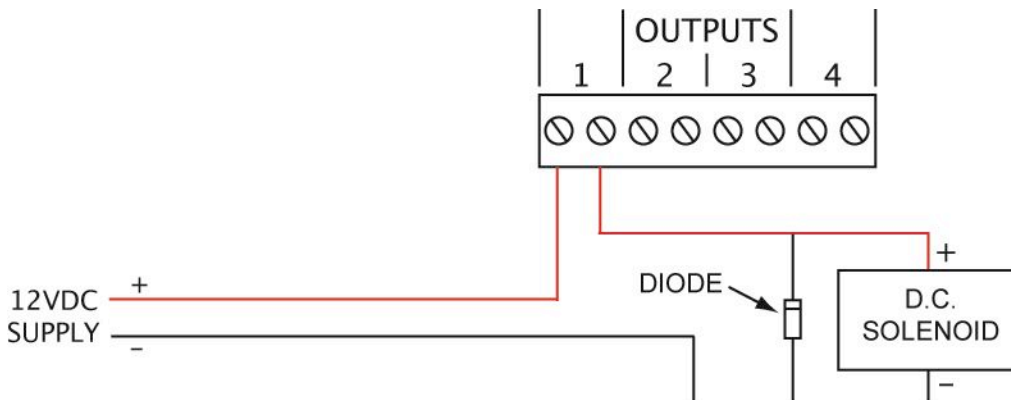 OUTPUTS
1 2 3 4
+
12VDC
SUPPLY
-
DIODE
+
D.C.
SOLENOID
-